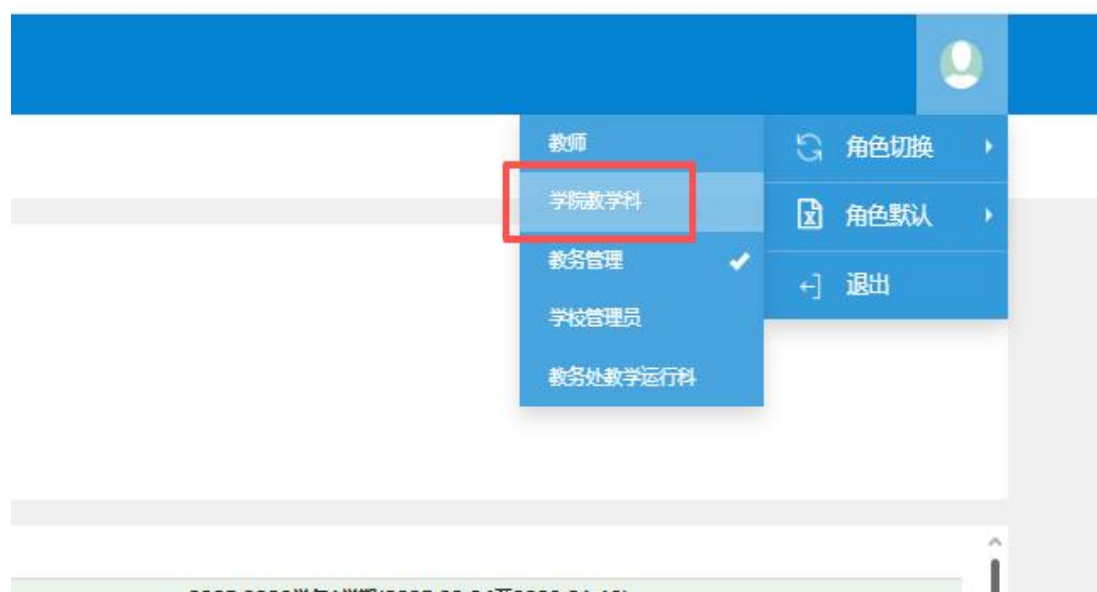 教师
学院教学科
教务管理
学校管理员
教务处教学运行科
角色切换
角色默认
退出